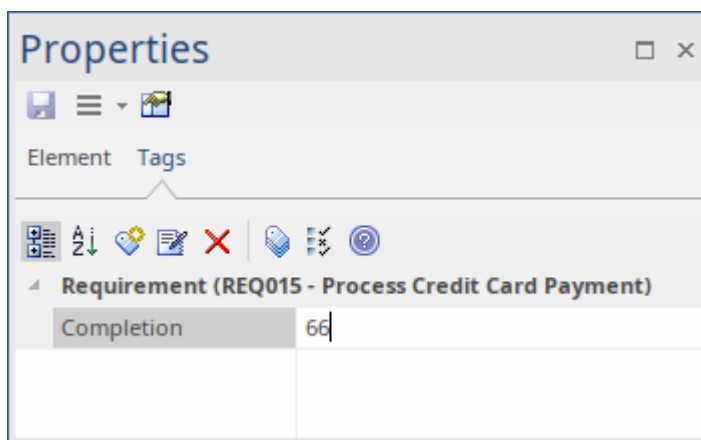 Properties
Element Tags
Requirement (REQ015 - Process Credit Card Payment)
Completion 66